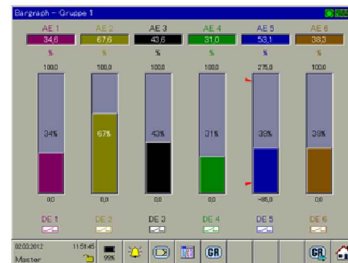 Bargraph - Gruppe 1
AE 1 AE 2 AE 3 AE 4 AE 5 AE 6
34,6 67,6 43,6 31,0 53,1 38,3
% % % % % %
100,0 100,0 100,0 100,0 275,0 100,0
34% 67% 43% 31% 39% 38%
0,0 0,0 0,0 0,0 -85,0 0,0
DE 1 DE 2 DE 3 DE 4 DE 5 DE 6
02.03.2012 11:51:45
Master 99% GR GR